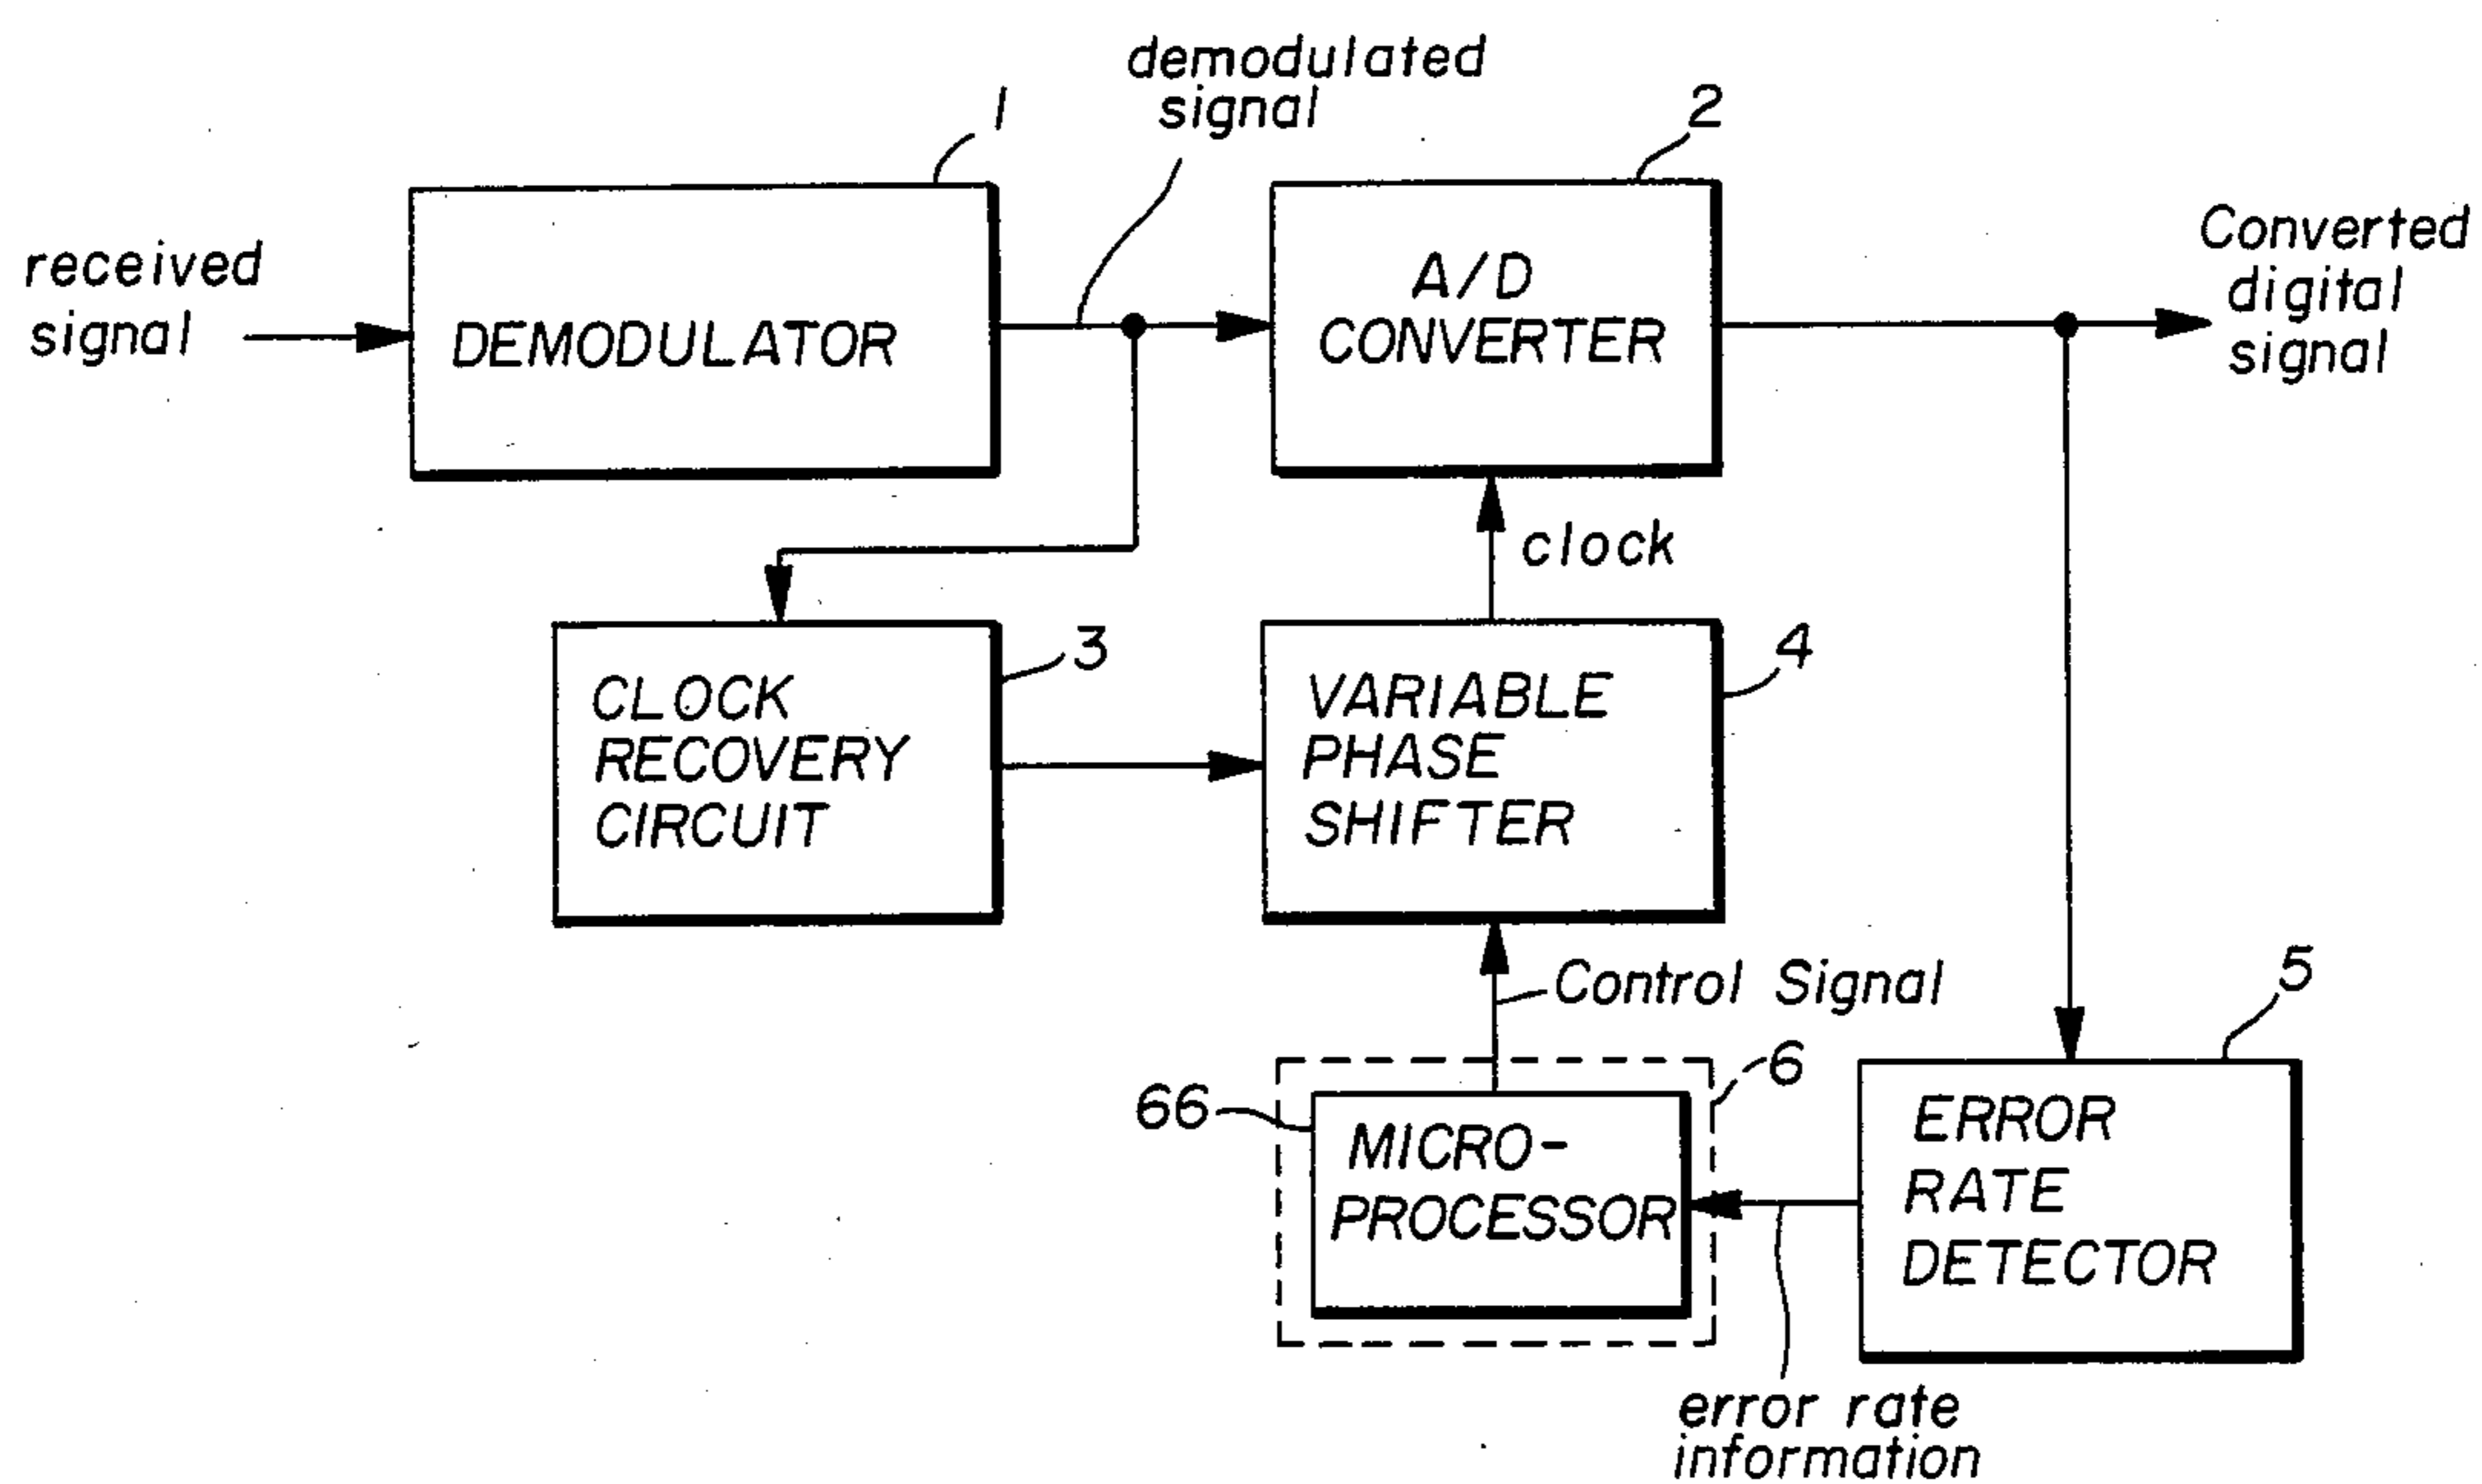 demodulated
signal
1
2
received
signal
DEMODULATOR
A/D
CONVERTER
Converted
digital
signal
clock
3
4
CLOCK
RECOVERY
CIRCUIT
VARIABLE
PHASE
SHIFTER
Control Signal
5
6
66
MICRO-
PROCESSOR
ERROR
RATE
DETECTOR
error rate
information